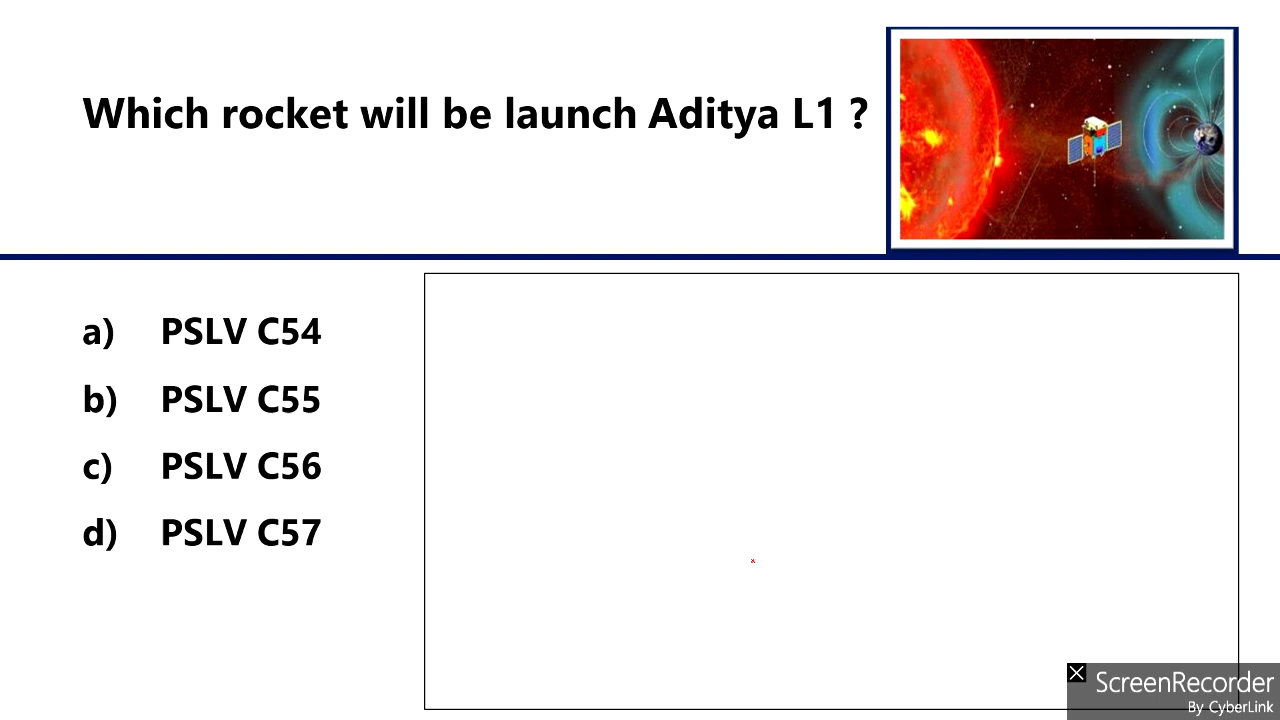 Which rocket will be launch Aditya L1 ?
a) PSLV C54
b) PSLV C55
c) PSLV C56
d) PSLV C57
ScreenRecorder
By CyberLink